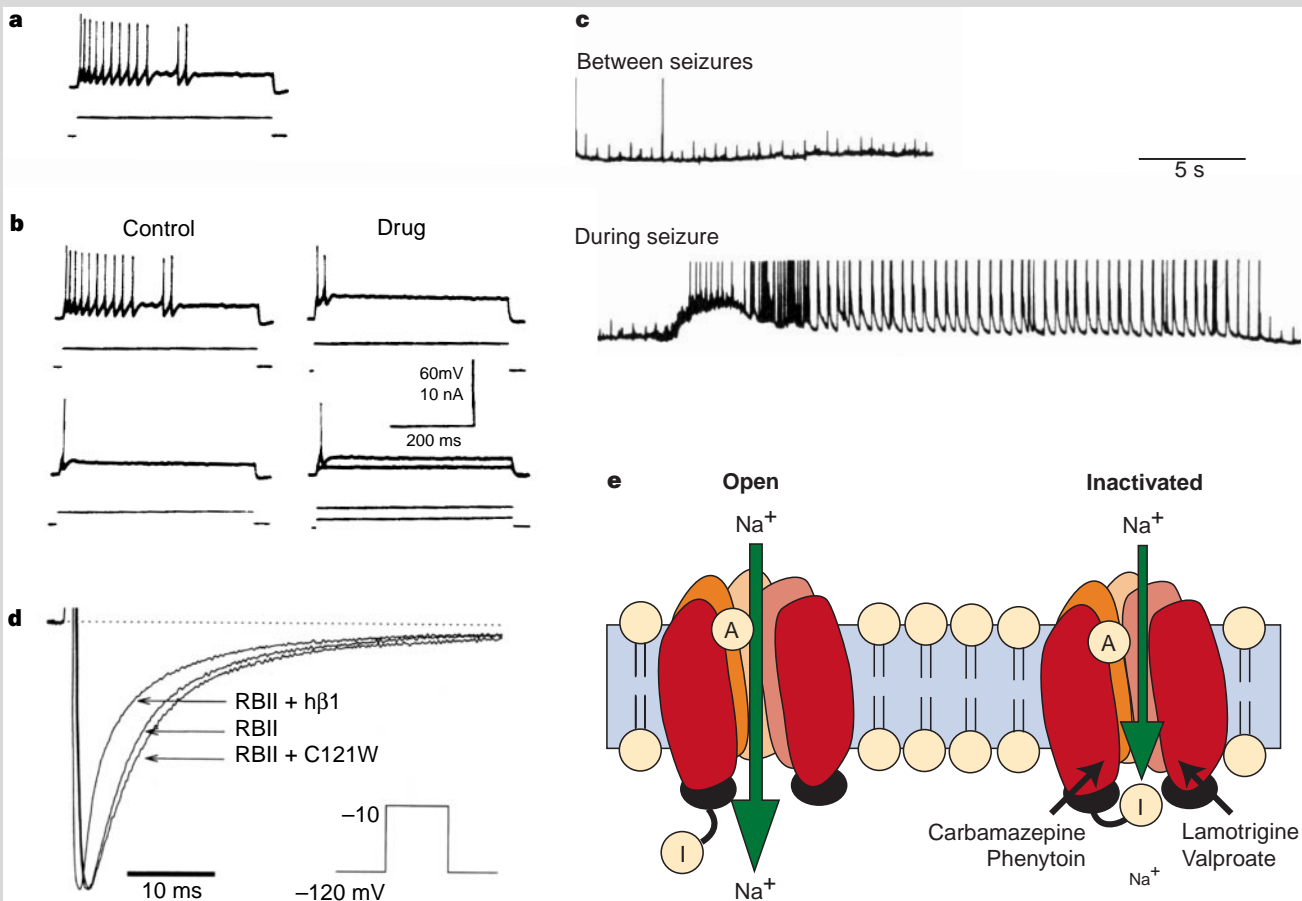 a
b
Control
Drug
60mV
10 nA
200 ms
c
Between seizures
5 s
During seizure
d
RBII + hβ1
RBII
RBII + C121W
10 ms
–10
–120 mV
e
Open
Inactivated
Na+
Na+
A
A
I
I
Carbamazepine
Phenytoin
Lamotrigine
Valproate
Na+
Na+